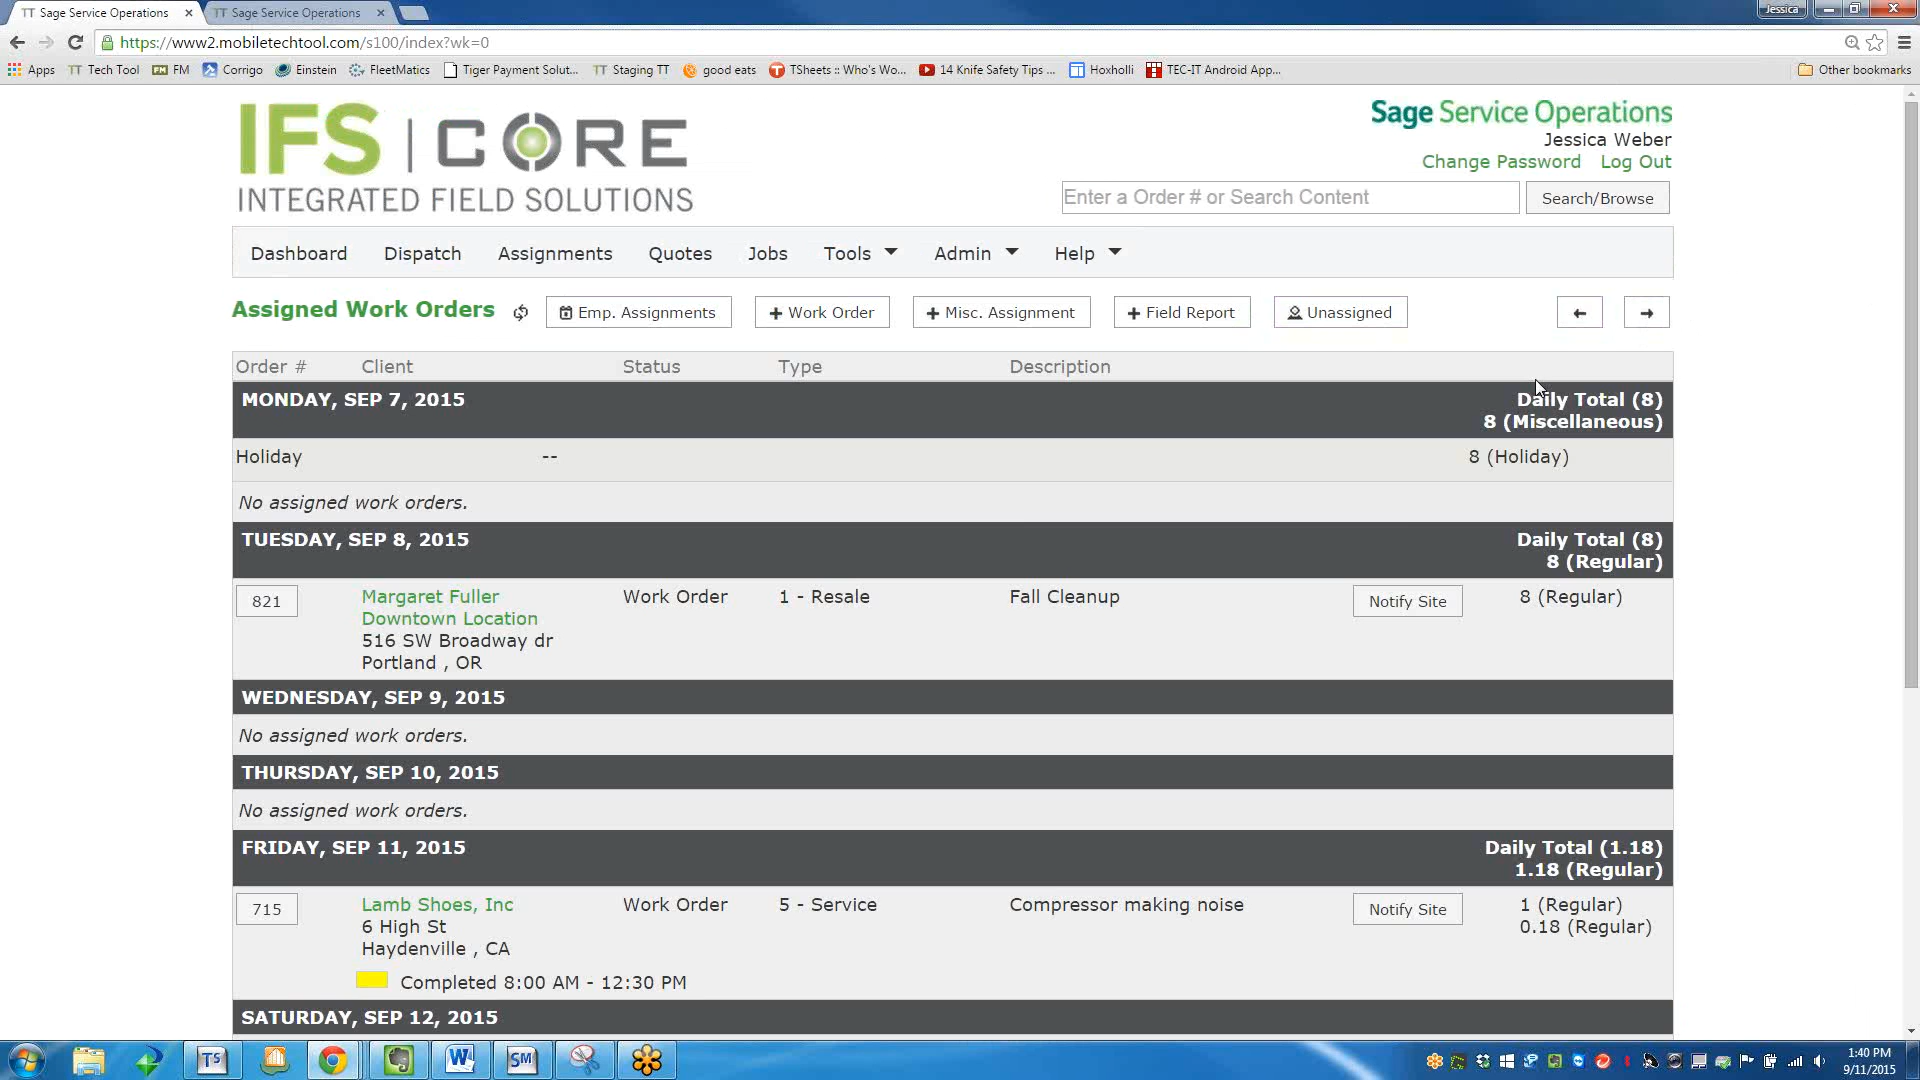 TT Sage Service Operations
TT Sage Service Operations
Jessica
https://www2.mobiletechtool.com/s100/index?wk=0
Apps TT Tech Tool FM FM Corrigo Einstein FleetMatics Tiger Payment Solut... TT Staging TT good eats TSheets :: Who's Wo... 14 Knife Safety Tips ... Hoxholli TEC-IT Android App... Other bookmarks
IFS | CORE
INTEGRATED FIELD SOLUTIONS
Sage Service Operations
Jessica Weber
Change Password Log Out
Enter a Order # or Search Content Search/Browse
Dashboard Dispatch Assignments Quotes Jobs Tools Admin Help
Assigned Work Orders Emp. Assignments + Work Order + Misc. Assignment + Field Report Unassigned
Order # Client Status Type Description
MONDAY, SEP 7, 2015 Daily Total (8)
8 (Miscellaneous)
Holiday -- 8 (Holiday)
No assigned work orders.
TUESDAY, SEP 8, 2015 Daily Total (8)
8 (Regular)
821 Margaret Fuller Work Order 1 - Resale Fall Cleanup Notify Site 8 (Regular)
Downtown Location
516 SW Broadway dr
Portland , OR
WEDNESDAY, SEP 9, 2015
No assigned work orders.
THURSDAY, SEP 10, 2015
No assigned work orders.
FRIDAY, SEP 11, 2015 Daily Total (1.18)
1.18 (Regular)
715 Lamb Shoes, Inc Work Order 5 - Service Compressor making noise Notify Site 1 (Regular)
6 High St 0.18 (Regular)
Haydenville , CA
Completed 8:00 AM - 12:30 PM
SATURDAY, SEP 12, 2015
TS W SM
1:40 PM
9/11/2015